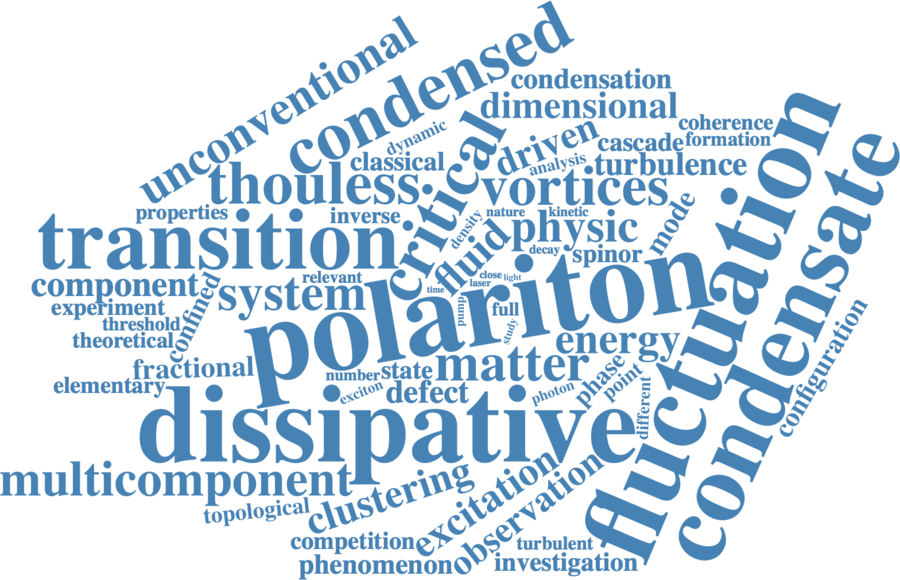 unconventional
condensed
condensation
dimensional
coherence
dynamic
driven
cascade
formation
classical
analysis
turbulence
thouless
critical
vortices
fluctuation
condensate
properties
inverse
density
nature
kinetic
mode
transition
fluid
physic
decay
spinor
component
confined
relevant
system
close
light
laser
time
polariton
experiment
pump
full
threshold
theoretical
study
energy
configuration
fractional
number
state
matter
phase
point
elementary
exciton
defect
photon
different
dissipative
multicomponent
clustering
excitation
observation
topological
competition
turbulent
phenomenon
investigation